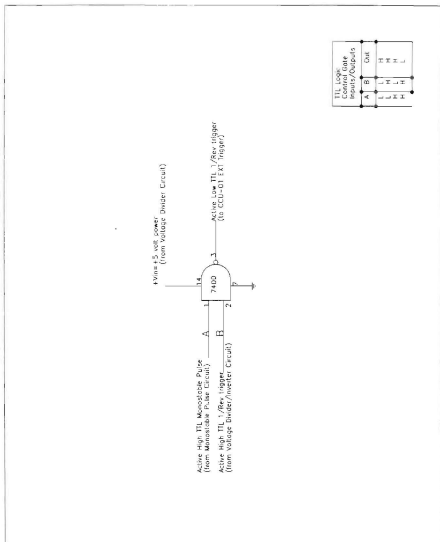 TTL Logic
Control Gate
Inputs/Outputs
A B Out
L L H
L H H
H L H
H H L
+Vin=+5 volt power
(from Voltage Divider Circuit)
Active High TTL Monostable Pulse
(from Monostable Pulse Circuit)
A
1
14
7400
3
Active Low TTL 1/Rev trigger
(to CCD-01 EXT Trigger)
B
2
7
Active High TTL 1/Rev trigger
(from Voltage Divider/Inverter Circuit)